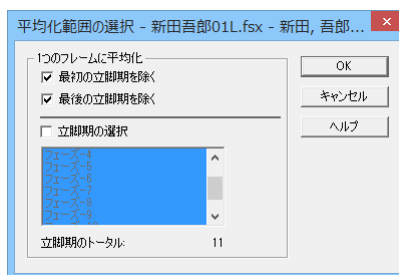 平均化範囲の選択 - 新田吾郎01L.fsx - 新田, 吾郎...
1つのフレームに平均化
最初の立脚期を除く
最後の立脚期を除く
立脚期の選択
フェーズ-4
フェーズ-5
フェーズ-6
フェーズ-7
フェーズ-8
フェーズ-9
立脚期のトータル: 11
OK
キャンセル
ヘルプ